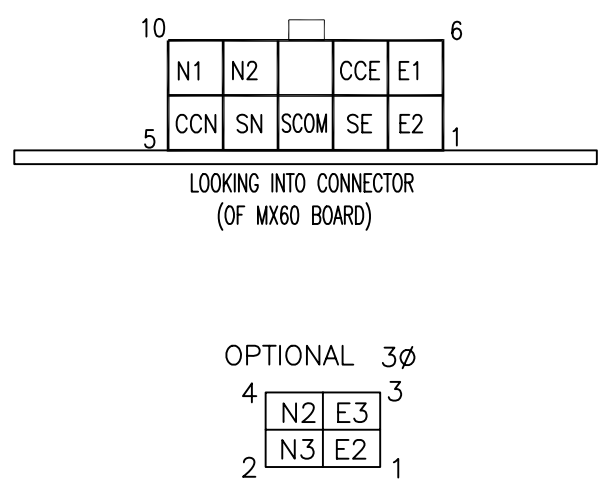 10 6
N1 N2 CCE E1
CCN SN SCOM SE E2
5 1
LOOKING INTO CONNECTOR
(OF MX60 BOARD)
OPTIONAL 3Ø
4 3
N2 E3
N3 E2
2 1